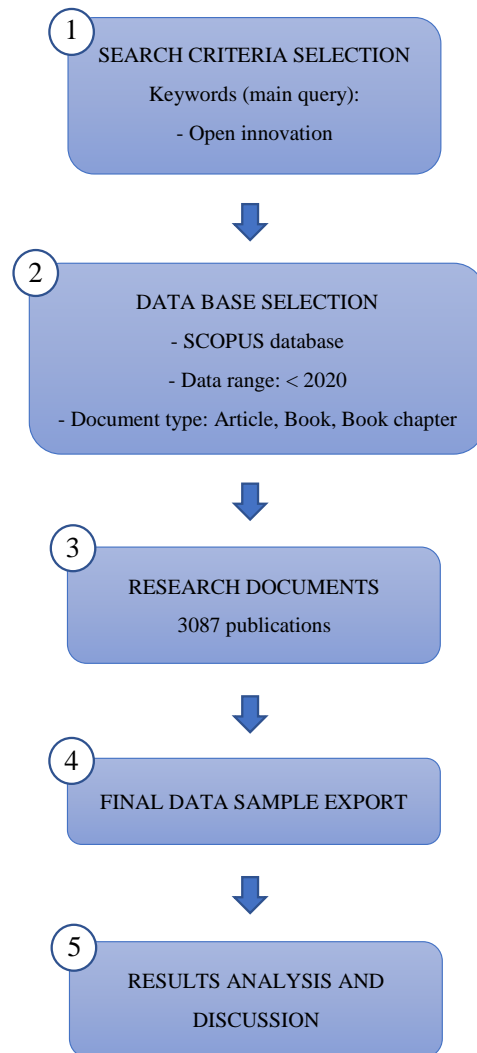 1
SEARCH CRITERIA SELECTION
Keywords (main query):
- Open innovation
2
DATA BASE SELECTION
- SCOPUS database
- Data range: < 2020
- Document type: Article, Book, Book chapter
3
RESEARCH DOCUMENTS
3087 publications
4
FINAL DATA SAMPLE EXPORT
5
RESULTS ANALYSIS AND
DISCUSSION